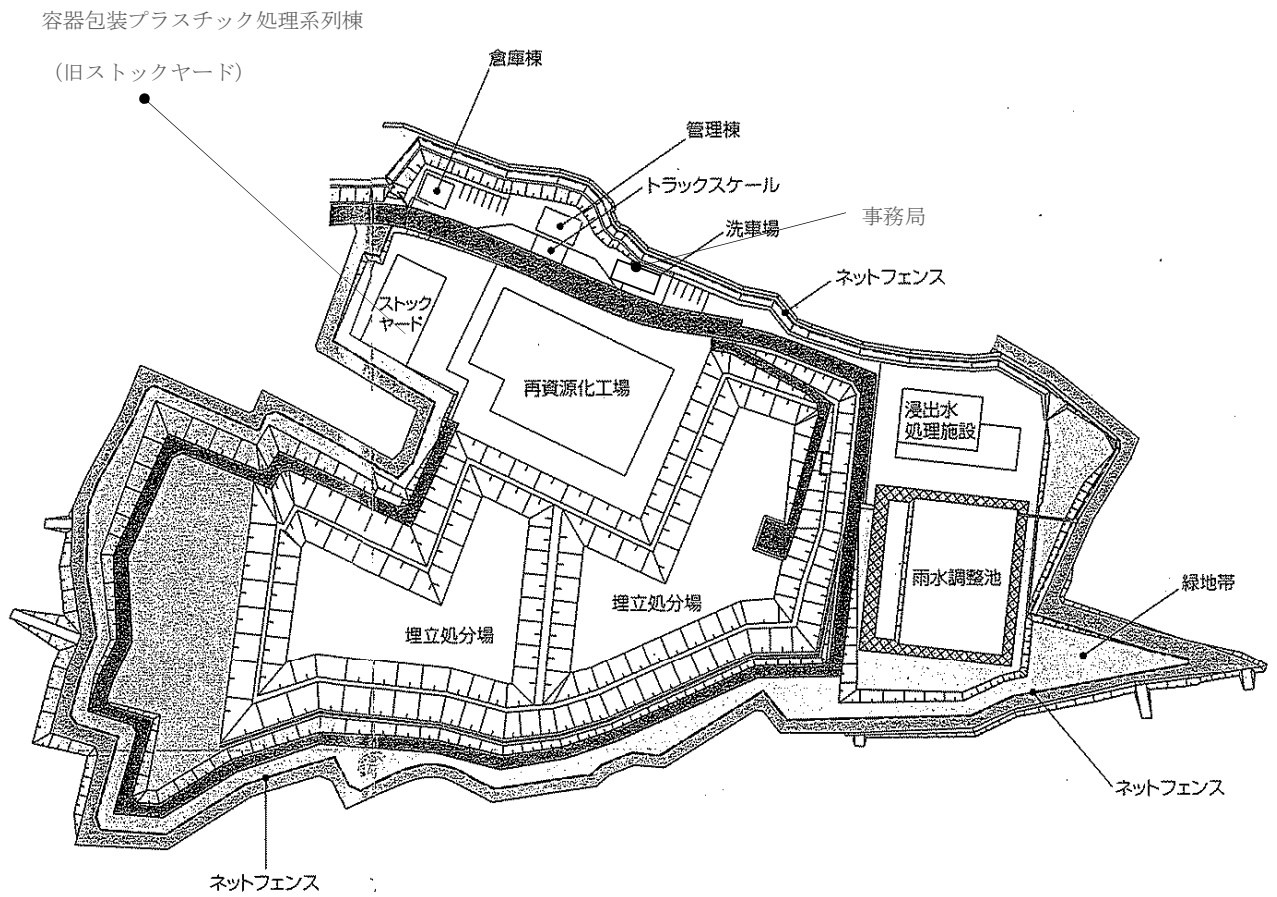 容器包装プラスチック処理系列棟
（旧ストックヤード）
倉庫棟
管理棟
トラックスケール
洗車場
事務局
ネットフェンス
ストック
ヤード
再資源化工場
浸出水
処理施設
雨水調整池
緑地帯
埋立処分場
埋立処分場
ネットフェンス
ネットフェンス